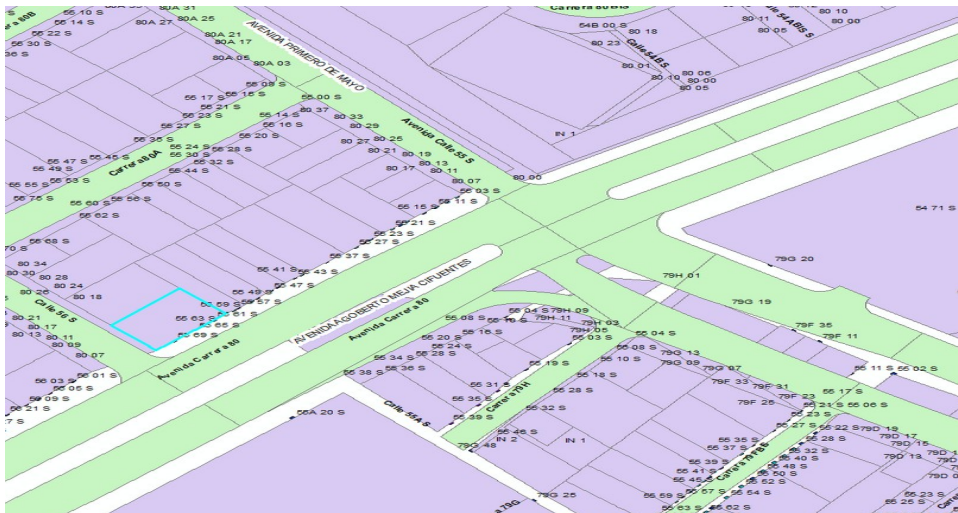 55 10 S
55 14 S
55 22 S
55 30 S
80A 31
80A 27
80A 25
80A 21
80A 17
80A 05
80A 03
AVENIDA PRIMERO DE MAYO
Carrera 80 BIS
54B 00 S
80 23
80 18
Calle 54B S
80 01
80 10
80 06
80 00
80 05
80 11
80 05
Calle 54A BIS S
80 10
80 00
IN 1
55 09 S
55 17 S
55 15 S
55 21 S
55 23 S
55 27 S
55 35 S
55 00 S
80 37
55 14 S
55 16 S
55 20 S
80 33
80 29
80 27
80 25
80 21
80 19
80 17
80 13
80 11
80 07
80 00
Avenida Calle 55 S
55 24 S
55 28 S
55 30 S
55 32 S
55 44 S
Carrera 80A
55 47 S
55 45 S
55 49 S
55 53 S
55 55 S
55 75 S
55 50 S
55 60 S
55 56 S
55 62 S
55 68 S
55 03 S
55 11 S
55 15 S
55 21 S
55 23 S
55 27 S
55 37 S
55 41 S
55 43 S
55 47 S
55 49 S
55 57 S
55 59 S
55 61 S
55 63 S
55 65 S
55 69 S
80 34
80 30
80 28
80 24
80 26
80 18
Calle 56 S
80 21
80 17
80 13
80 11
80 09
80 07
56 01 S
56 03 S
56 05 S
56 09 S
56 21 S
AVENIDA AGOBERTO MEJIA CIFUENTES
Avenida Carrera 80
Avenida Carrera 80
54 71 S
79G 20
79H 01
79G 19
79F 35
79F 11
55 04 S
79H 09
79H 11
79H 05
79H 03
55 03 S
55 04 S
55 08 S
55 16 S
55 20 S
55 24 S
55 28 S
55 34 S
55 36 S
55 38 S
55 08 S
55 10 S
55 18 S
55 19 S
55 28 S
55 31 S
55 32 S
55 35 S
55 39 S
55 46 S
Carrera 79H
79G 48
IN 2
IN 1
79G 13
79G 09
79G 07
79F 33
79F 31
79F 25
79F 23
55 11 S
55 02 S
55 17 S
55 21 S
55 06 S
55 23 S
55 27 S
55 22 S
55 28 S
79D 19
79D 17
79D 15
79D 13
55 35 S
55 37 S
55 39 S
55 41 S
55 45 S
55 32 S
55 40 S
55 48 S
55 50 S
55 52 S
55 54 S
55 57 S
55 59 S
55 62 S
55 63 S
Carrera 79FBS
55 23 S
55 25 S
55A 20 S
Calle 55A S
79G 25